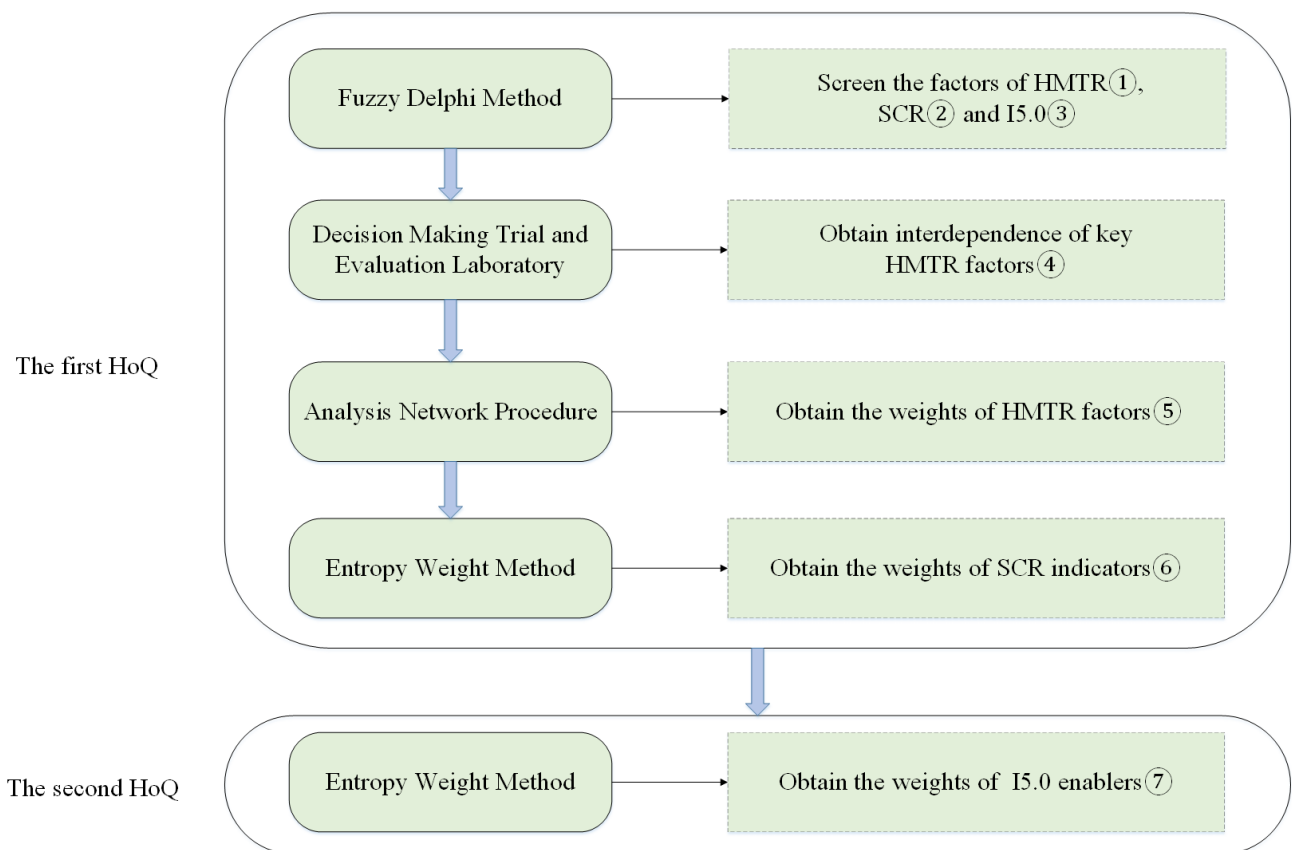 Fuzzy Delphi Method
Screen the factors of HMTR①,
SCR② and I5.0③
Decision Making Trial and
Evaluation Laboratory
Obtain interdependence of key
HMTR factors④
The first HoQ
Analysis Network Procedure
Obtain the weights of HMTR factors⑤
Entropy Weight Method
Obtain the weights of SCR indicators⑥
The second HoQ
Entropy Weight Method
Obtain the weights of I5.0 enablers⑦